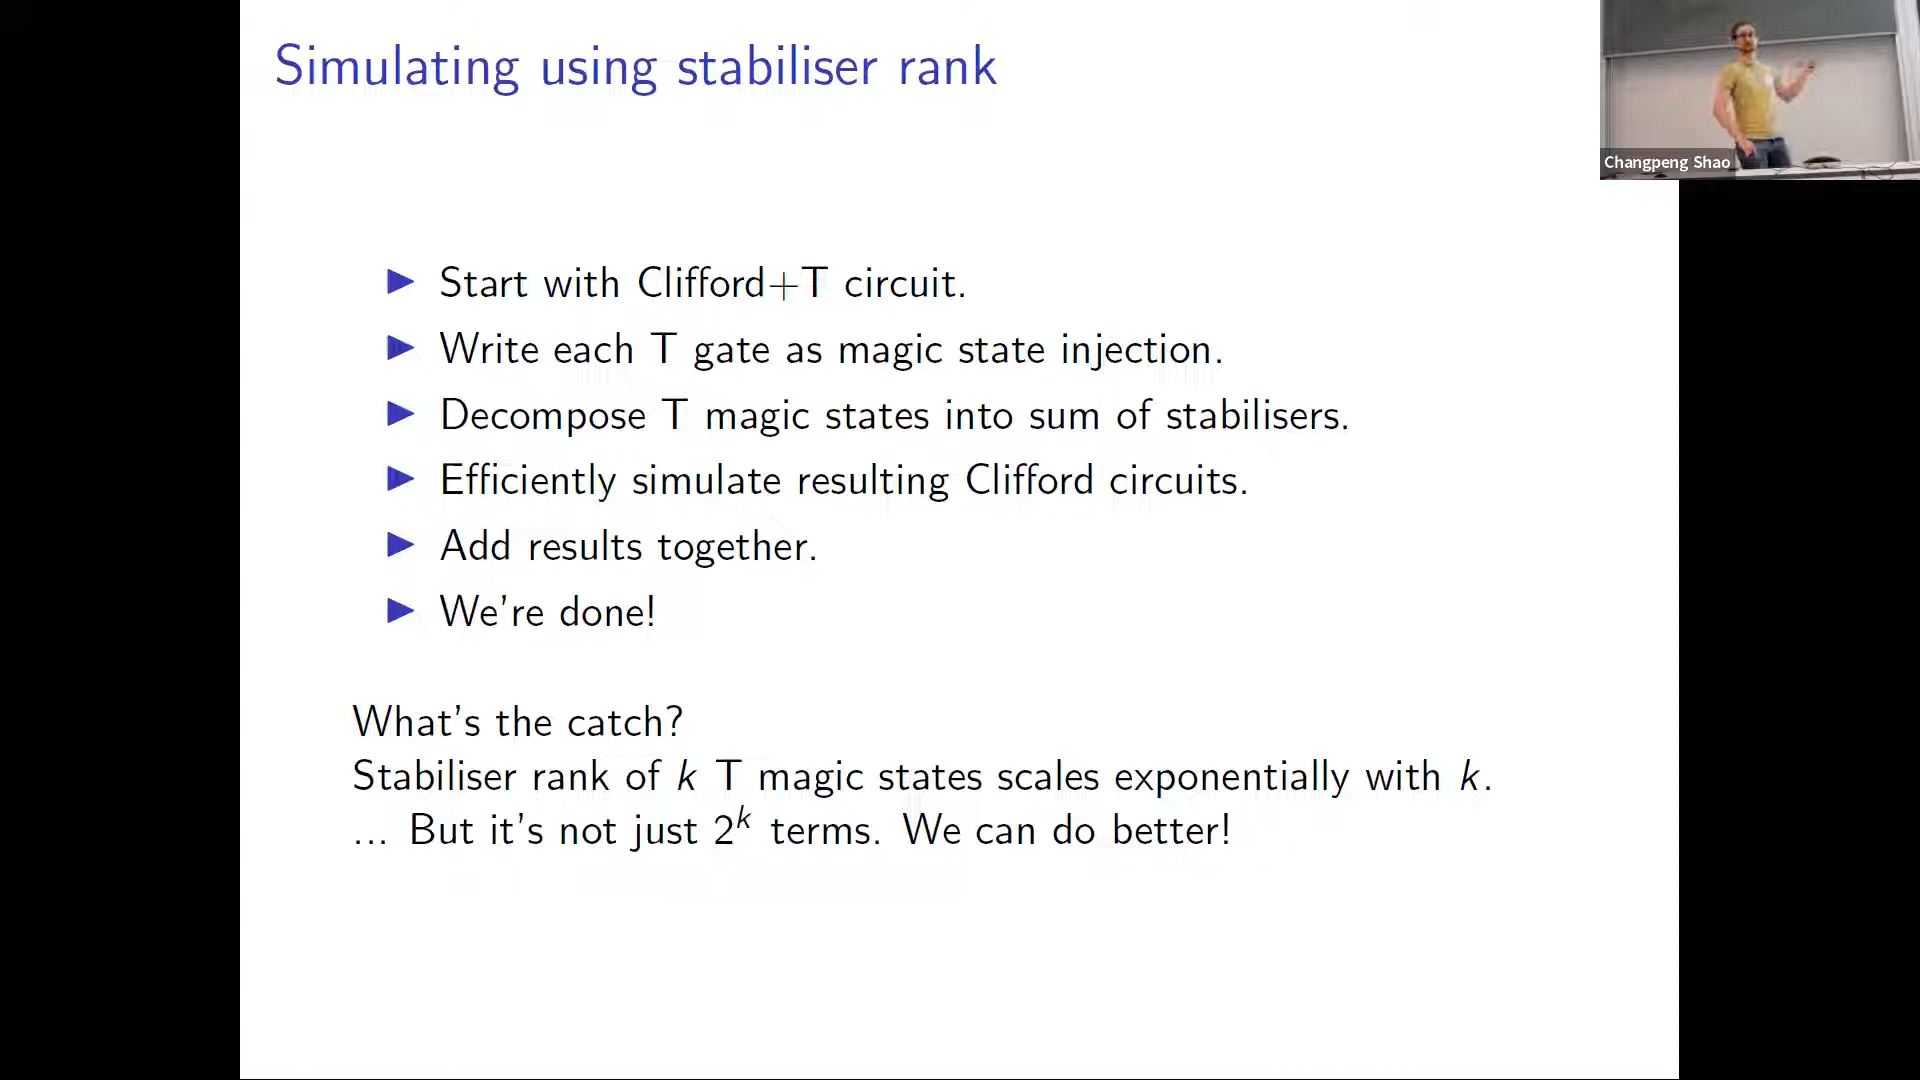 Simulating using stabiliser rank
Changpeng Shao
▶ Start with Clifford+T circuit.
▶ Write each T gate as magic state injection.
▶ Decompose T magic states into sum of stabilisers.
▶ Efficiently simulate resulting Clifford circuits.
▶ Add results together.
▶ We're done!
What's the catch?
Stabiliser rank of k T magic states scales exponentially with k.
... But it's not just 2^k terms. We can do better!